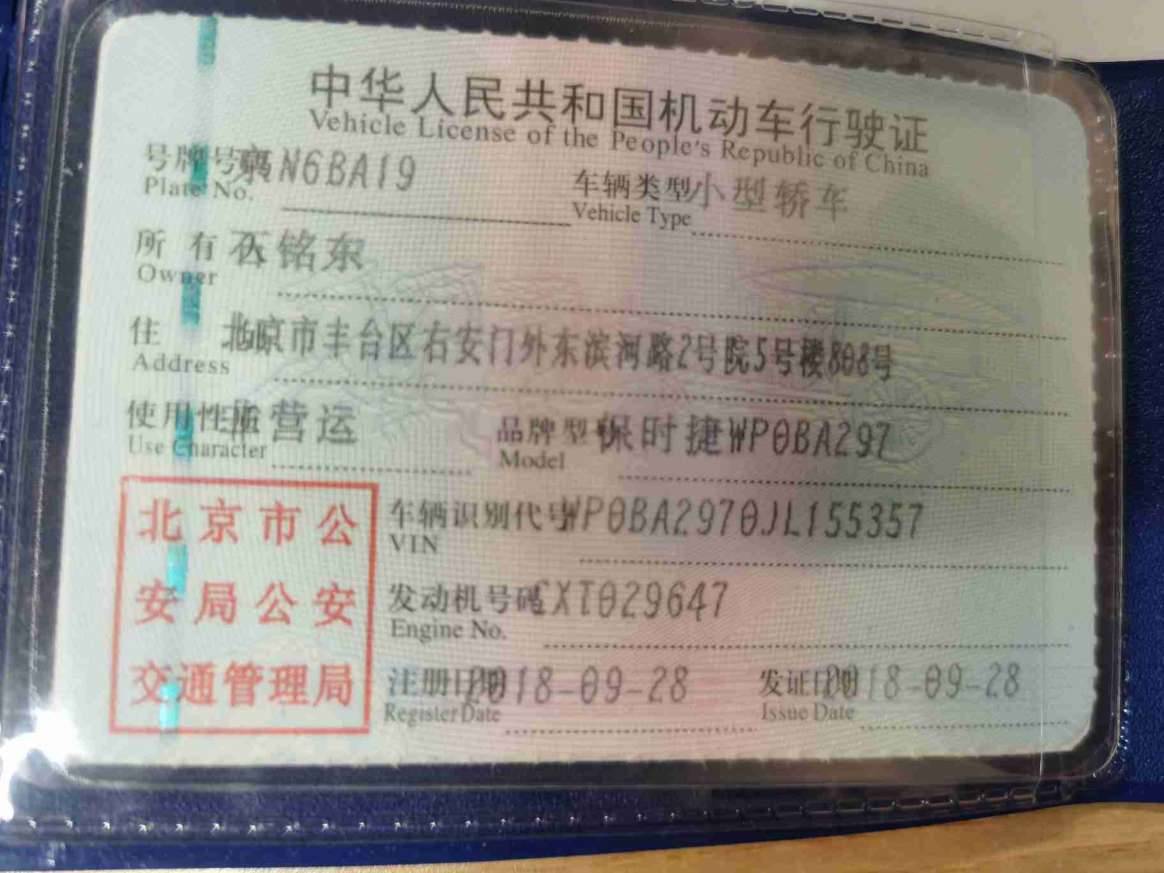 中华人民共和国机动车行驶证
Vehicle License of the People's Republic of China
号牌号码 京N6BA19 车辆类型 小型轿车
Plate No. Vehicle Type
所有人 石铭东
Owner
住址 北京市丰台区右安门外东滨河路2号院5号楼808号
Address
使用性质 非营运 品牌型号 保时捷WP0BA297
Use Character Model
北京市公
安局公安
交通管理局
车辆识别代号 WP0BA2970JL155357
VIN
发动机号码 CXT029647
Engine No.
注册日期 2018-09-28 发证日期 2018-09-28
Register Date Issue Date